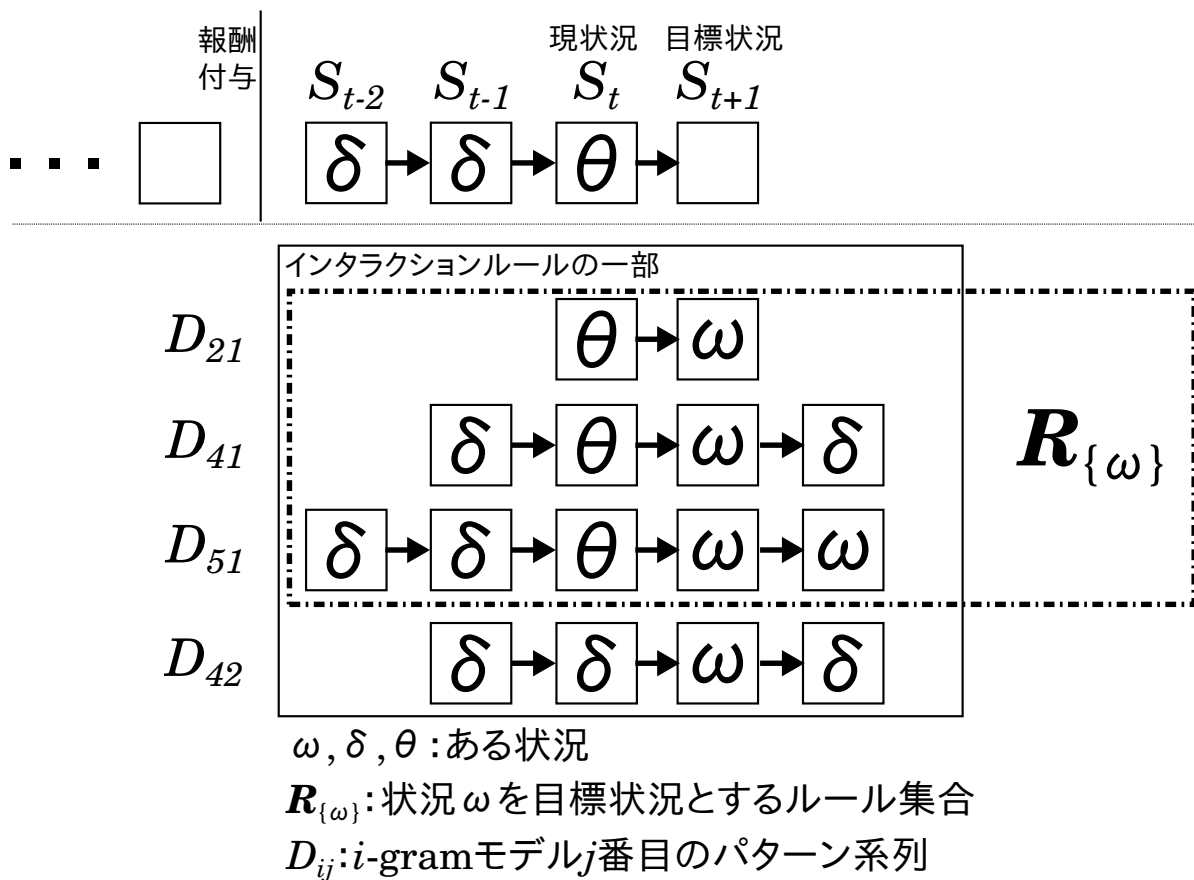 報酬
付与
現状況 目標状況
S_{t-2} S_{t-1} S_t S_{t+1}
■ ■ ■ δ δ θ
インタラクションルールの一部
D_{21} θ ω
D_{41} δ θ ω δ
R_{{ω}}
D_{51} δ δ θ ω ω
D_{42} δ δ ω δ
ω , δ , θ :ある状況
R_{{ω}}:状況ωを目標状況とするルール集合
D_{ij}:i-gramモデルj番目のパターン系列